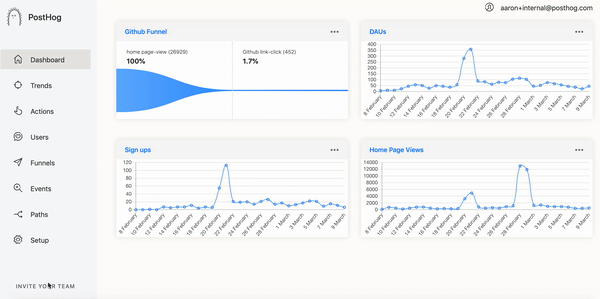 PostHog
aaron+internal@posthog.com
Dashboard
Trends
Actions
Users
Funnels
Events
Paths
Setup
INVITE YOUR TEAM
Github Funnel
home page-view (26929)
100%
Github link-click (452)
1.7%
DAUs
400
350
300
250
200
150
100
50
0
8 February
10 February
12 February
14 February
16 February
18 February
20 February
22 February
24 February
26 February
28 February
1 March
3 March
5 March
7 March
9 March
Sign ups
120
100
80
60
40
20
0
8 February
10 February
12 February
14 February
16 February
18 February
20 February
22 February
24 February
26 February
28 February
1 March
3 March
5 March
7 March
9 March
Home Page Views
14000
12000
10000
8000
6000
4000
2000
0
8 February
10 February
12 February
14 February
16 February
18 February
20 February
22 February
24 February
26 February
28 February
1 March
3 March
5 March
7 March
9 March